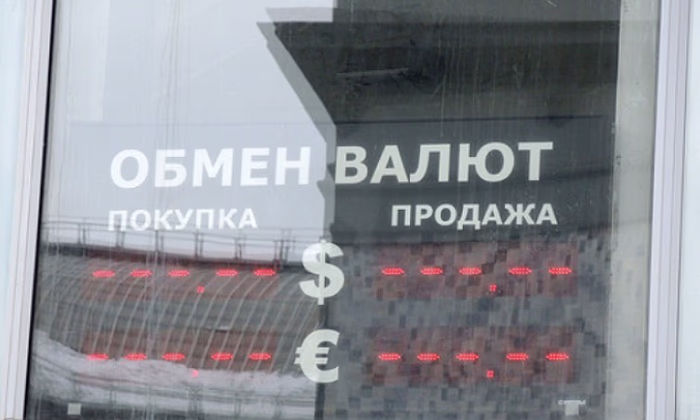 ОБМЕН ВАЛЮТ
ПОКУПКА ПРОДАЖА
- - -.- - $ - - -.- -
- - -.- - € - - -.- -